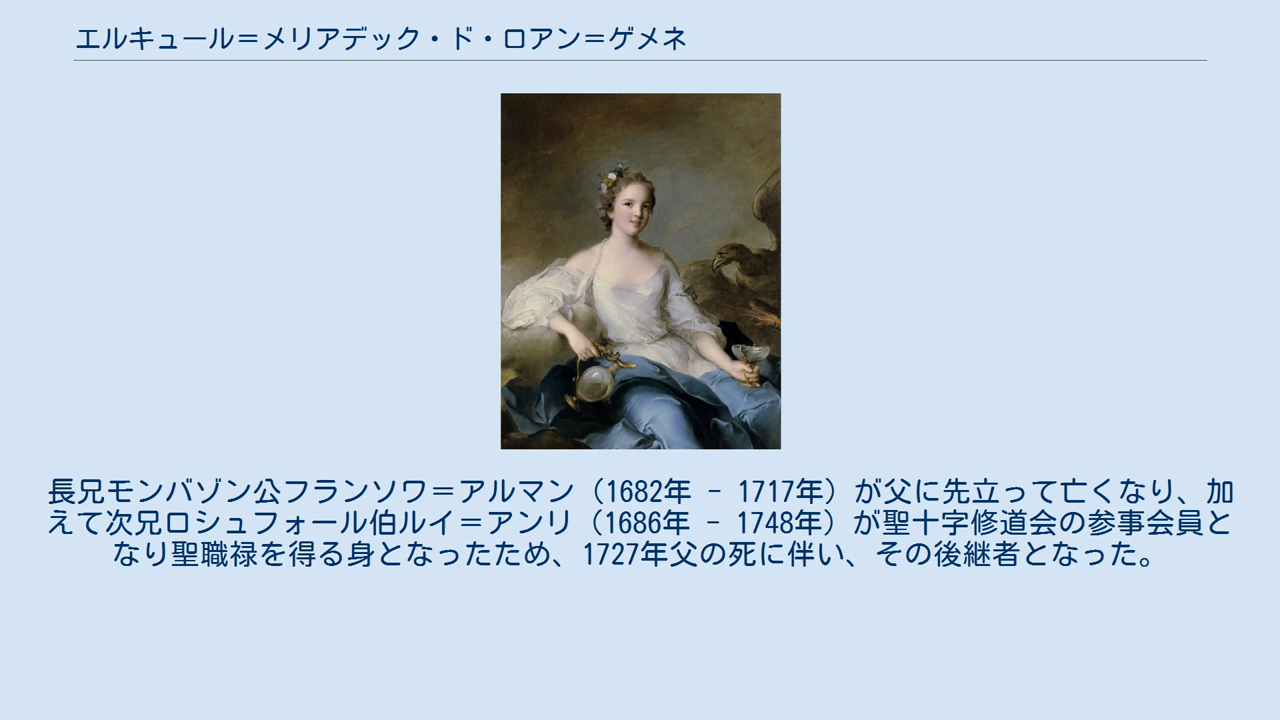 エルキュール＝メリアデック・ド・ロアン＝ゲメネ
長兄モンバゾン公フランソワ＝アルマン（1682年 - 1717年）が父に先立って亡くなり、加
えて次兄ロシュフォール伯ルイ＝アンリ（1686年 - 1748年）が聖十字修道会の参事会員と
なり聖職禄を得る身となったため、1727年父の死に伴い、その後継者となった。